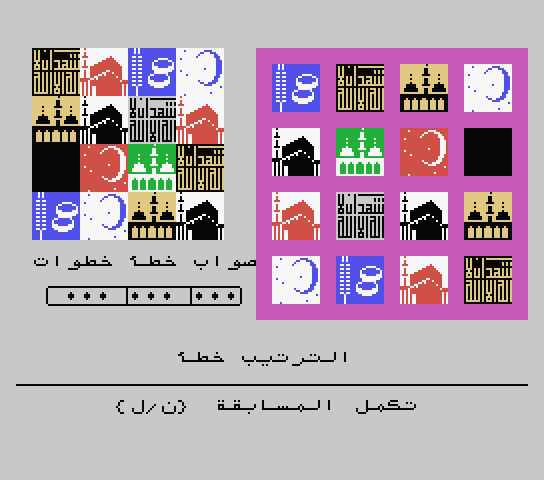 صواب خطة خطوات
الترتيب خطة
تكمل المسابقة (ن/ل)